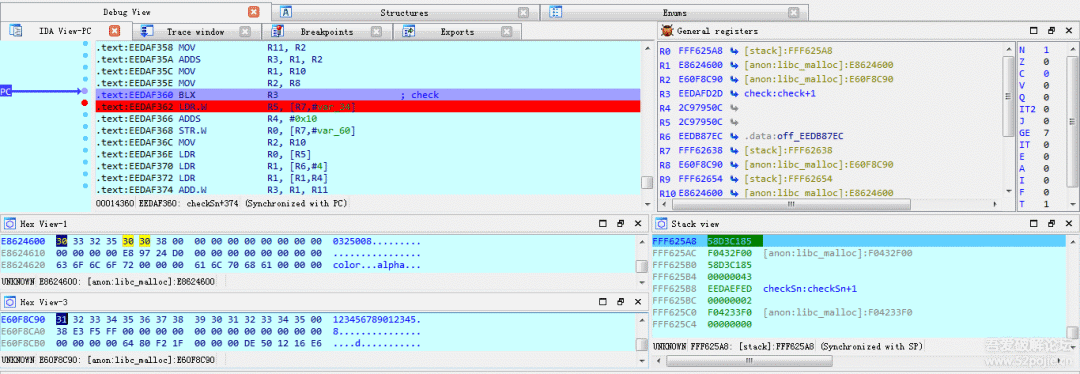 Debug View
Structures
Enums
IDA View-PC
Trace window
Breakpoints
Exports
General registers
.text:EEDAF358 MOV R11, R2
.text:EEDAF35A ADDS R3, R1, R2
.text:EEDAF35C MOV R1, R10
.text:EEDAF35E MOV R2, R8
PC
.text:EEDAF360 BLX R3 ; check
.text:EEDAF362 LDR.W R5, [R7,#var_58]
.text:EEDAF366 ADDS R4, #0x10
.text:EEDAF368 STR.W R0, [R7,#var_60]
.text:EEDAF36C MOV R2, R10
.text:EEDAF36E LDR R0, [R5]
.text:EEDAF370 LDR R1, [R6,#4]
.text:EEDAF372 LDR R1, [R1,R4]
.text:EEDAF374 ADD.W R3, R1, R11
00014360 EEDAF360: checkSn+374 (Synchronized with PC)
R0 FFF625A8 [stack]:FFF625A8
R1 E8624600 [anon:libc_malloc]:E8624600
R2 E60F8C90 [anon:libc_malloc]:E60F8C90
R3 EEDAFD2D check:check+1
R4 2C97950C
R5 2C97950C
R6 EEDB87EC .data:off_EEDB87EC
R7 FFF62638 [stack]:FFF62638
R8 E60F8C90 [anon:libc_malloc]:E60F8C90
R9 FFF62654 [stack]:FFF62654
R10 E8624600 [anon:libc_malloc]:E8624600
N 1
Z 0
C 0
V 0
Q 0
IT2 0
J 0
GE 7
IT 0
E 0
A 0
I 0
F 0
T 1
Hex View-1
E8624600 30 33 32 35 30 30 38 00 00 00 00 00 00 00 00 00 0325008.........
E8624610 00 00 00 00 E8 97 24 D0 00 00 00 00 00 00 00 00
E8624620 63 6F 6C 6F 72 00 00 00 61 6C 70 68 61 00 00 00 color...alpha...
UNKNOWN E8624600: [anon:libc_malloc]:E8624600
Hex View-3
E60F8C90 31 32 33 34 35 36 37 38 39 30 31 32 33 34 35 00 123456789012345.
E60F8CA0 38 E3 F5 FF 00 00 00 00 00 00 00 00 00 00 00 00 8...............
E60F8CB0 00 00 00 00 64 80 F2 1F 00 00 00 00 DE 50 12 16 E6 ....d...........
UNKNOWN E60F8C90: [anon:libc_malloc]:E60F8C90
Stack view
FFF625A8 58D3C185
FFF625AC F0432F00 [anon:libc_malloc]:F0432F00
FFF625B0 58D3C185
FFF625B4 00000043
FFF625B8 EEDAEFED checkSn:checkSn+1
FFF625BC 00000002
FFF625C0 F04233F0 [anon:libc_malloc]:F04233F0
FFF625C4 00000000
UNKNOWN FFF625A8: [stack]:FFF625A8 (Synchronized with SP)
吾爱破解论坛
www.52pojie.cn